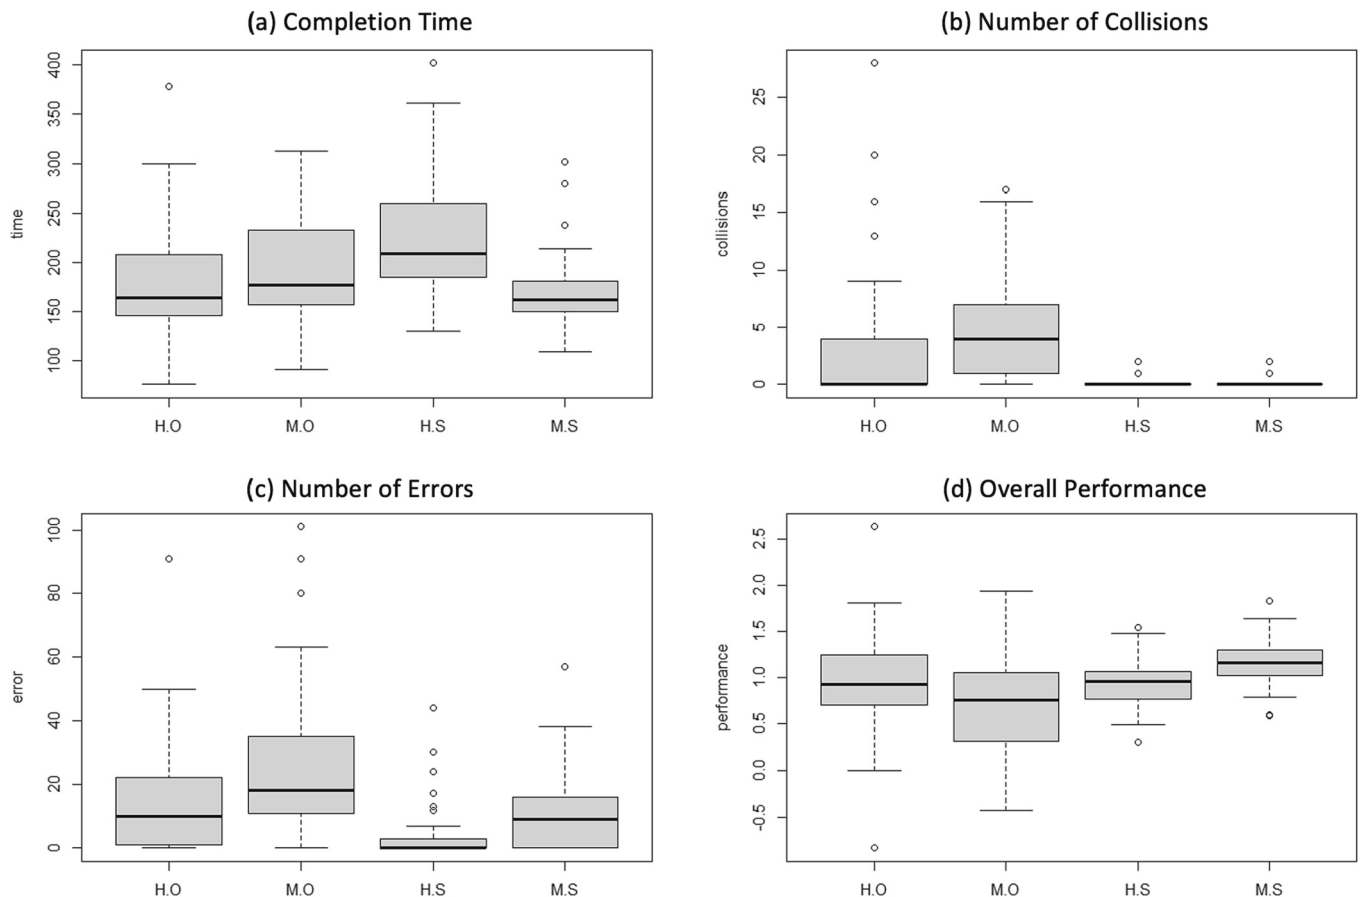 (a) Completion Time
time
400
350
300
250
200
150
100
H.O M.O H.S M.S
(b) Number of Collisions
collisions
25
20
15
10
5
0
H.O M.O H.S M.S
(c) Number of Errors
error
100
80
60
40
20
0
H.O M.O H.S M.S
(d) Overall Performance
performance
2.5
2.0
1.5
1.0
0.5
0.0
-0.5
H.O M.O H.S M.S